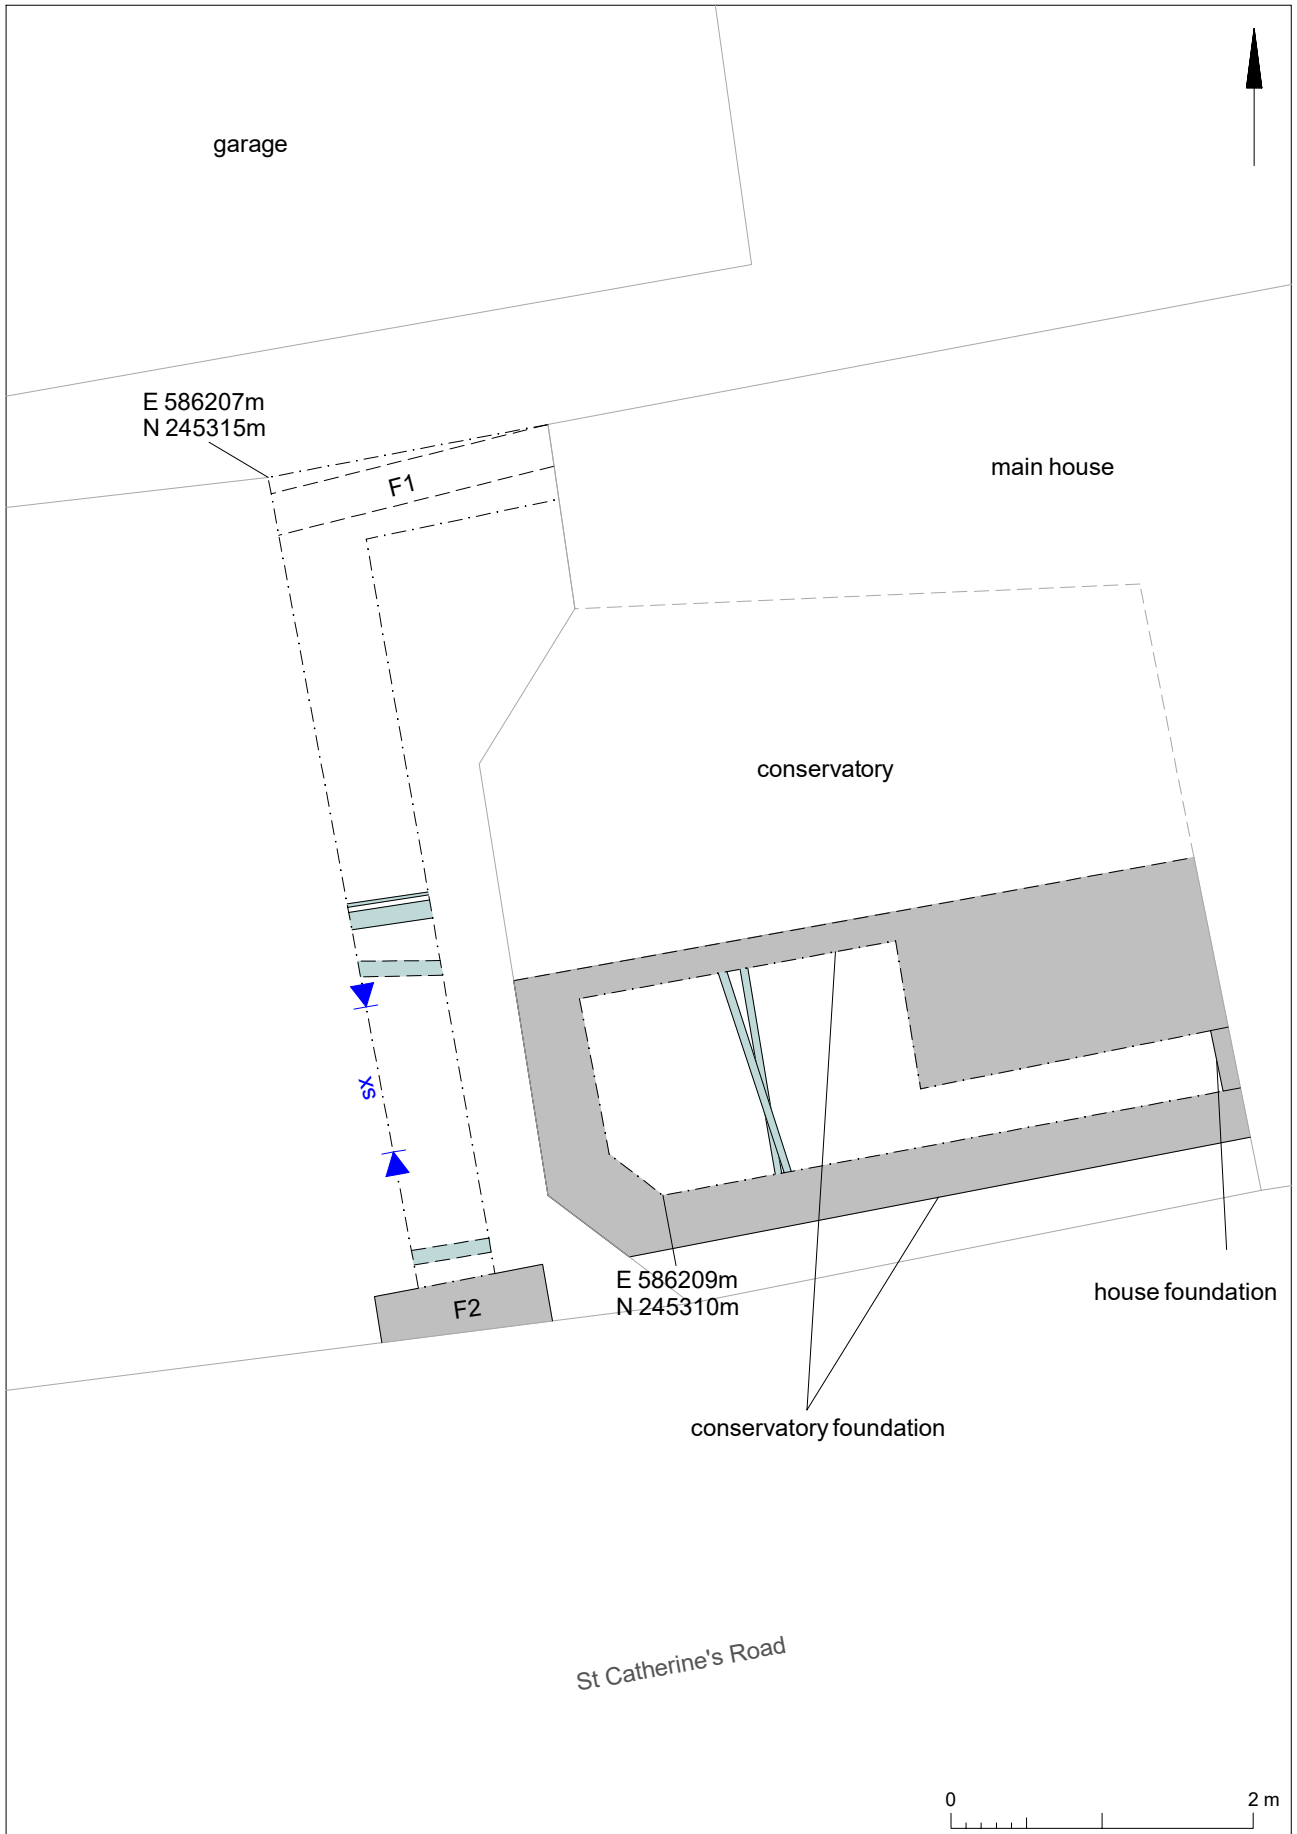 garage
E 586207m
N 245315m
F1
main house
conservatory
sx
E 586209m
N 245310m
F2
house foundation
conservatory foundation
St Catherine's Road
0 2 m